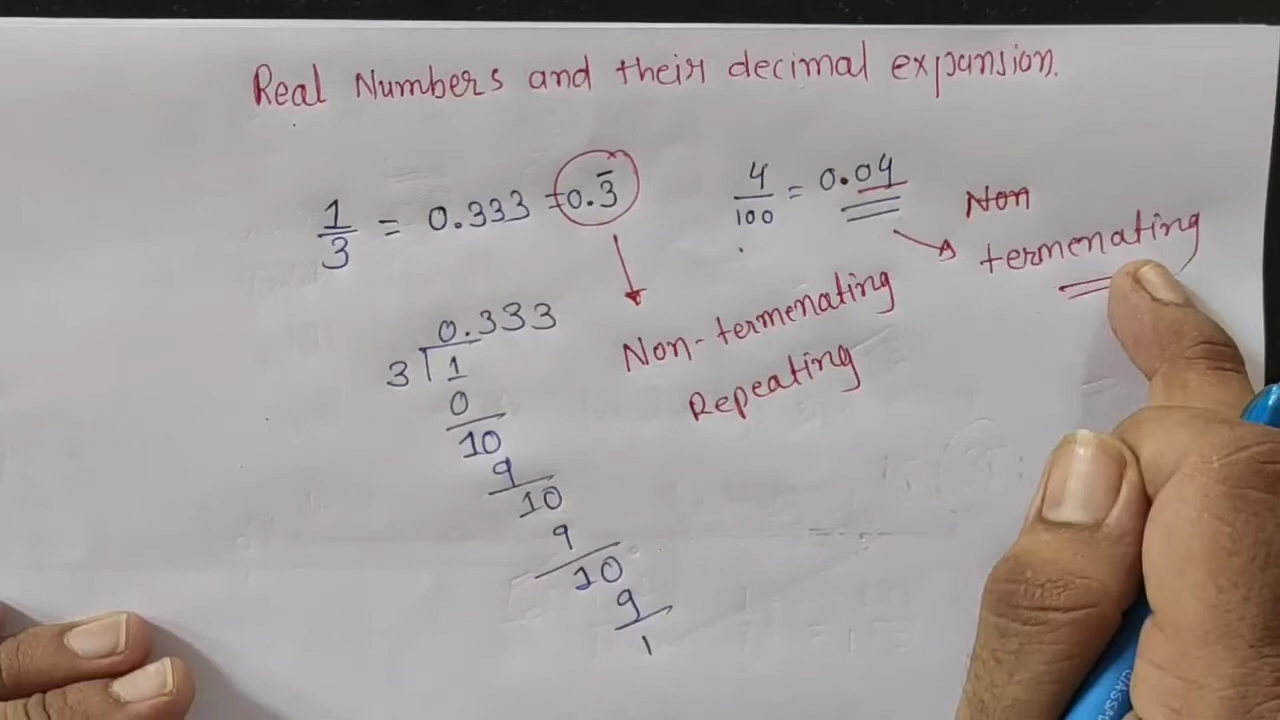 Real Numbers and their decimal expansion.
1/3 = 0.333 = 0.3̅
4/100 = 0.04
Non
termenating
Non-termenating
Repeating
0.333
3 1
0
10
9
10
9
10
9
1